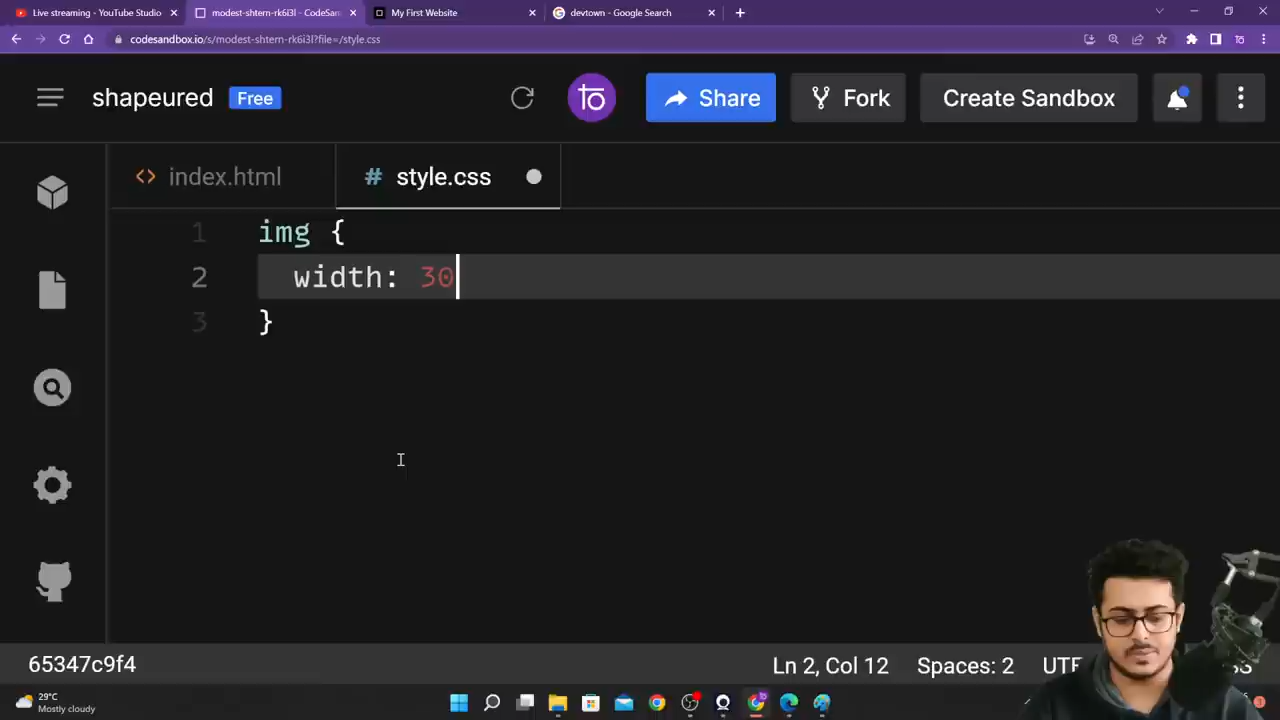 Live streaming - YouTube Studio
modest-shtern-rk6i3l - CodeSan
My First Website
devtown - Google Search
codesandbox.io/s/modest-shtern-rk6i3l?file=/style.css
shapeured Free
to
Share
Fork
Create Sandbox
<> index.html
# style.css
1 img {
2 width: 30
3 }
65347c9f4
Ln 2, Col 12
Spaces: 2
UTF
29°C
Mostly cloudy